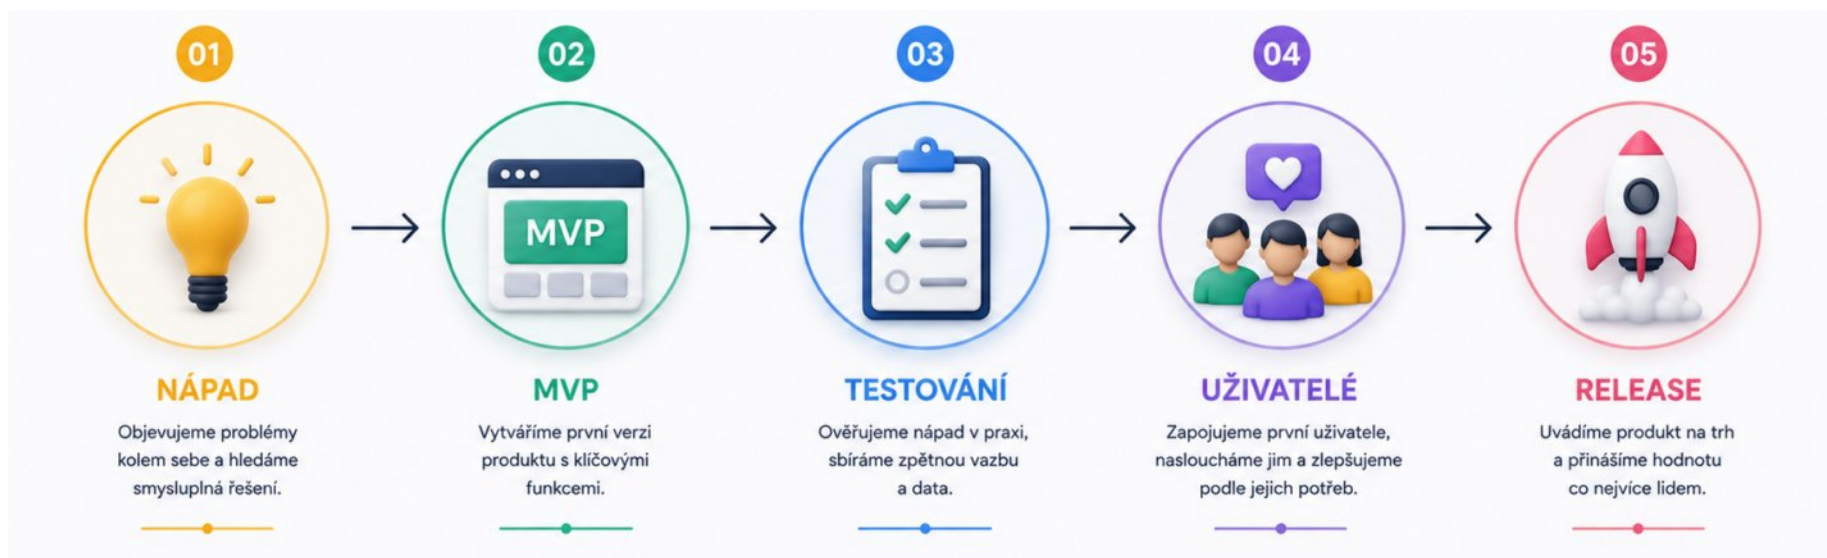 01
NÁPAD
Objevujeme problémy
kolem sebe a hledáme
smysluplná řešení.
02
MVP
MVP
Vytváříme první verzi
produktu s klíčovými
funkcemi.
03
TESTOVÁNÍ
Ověřujeme nápad v praxi,
sbíráme zpětnou vazbu
a data.
04
UŽIVATELÉ
Zapojujeme první uživatele,
nasloucháme jim a zlepšujeme
podle jejich potřeb.
05
RELEASE
Uvádíme produkt na trh
a přinášíme hodnotu
co nejvíce lidem.